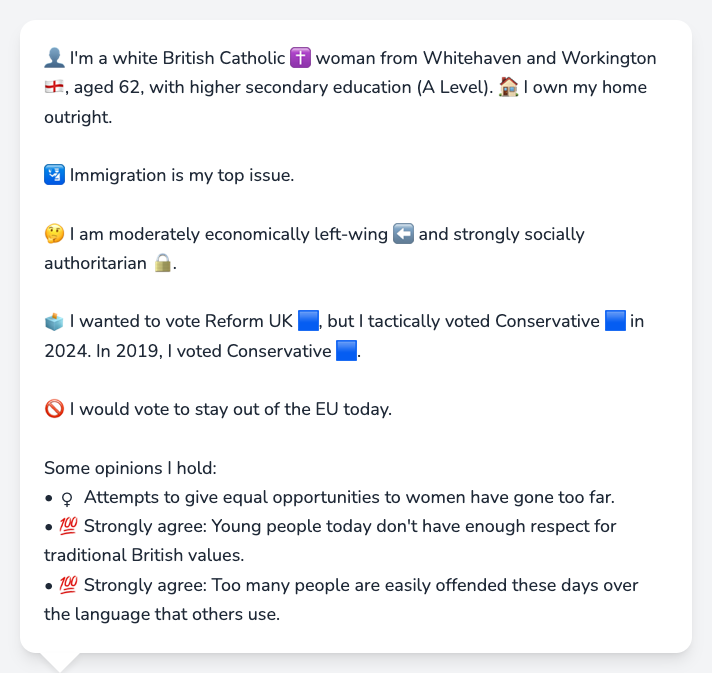 👤 I'm a white British Catholic ✝️ woman from Whitehaven and Workington
🏴󠁧󠁢󠁥󠁮󠁧󠁿, aged 62, with higher secondary education (A Level). 🏠 I own my home
outright.
🛂 Immigration is my top issue.
🤔 I am moderately economically left-wing ⬅️ and strongly socially
authoritarian 🔒.
🗳️ I wanted to vote Reform UK 🟦, but I tactically voted Conservative 🟦 in
2024. In 2019, I voted Conservative 🟦.
🚫 I would vote to stay out of the EU today.
Some opinions I hold:
• ♀ Attempts to give equal opportunities to women have gone too far.
• 💯 Strongly agree: Young people today don't have enough respect for
traditional British values.
• 💯 Strongly agree: Too many people are easily offended these days over
the language that others use.